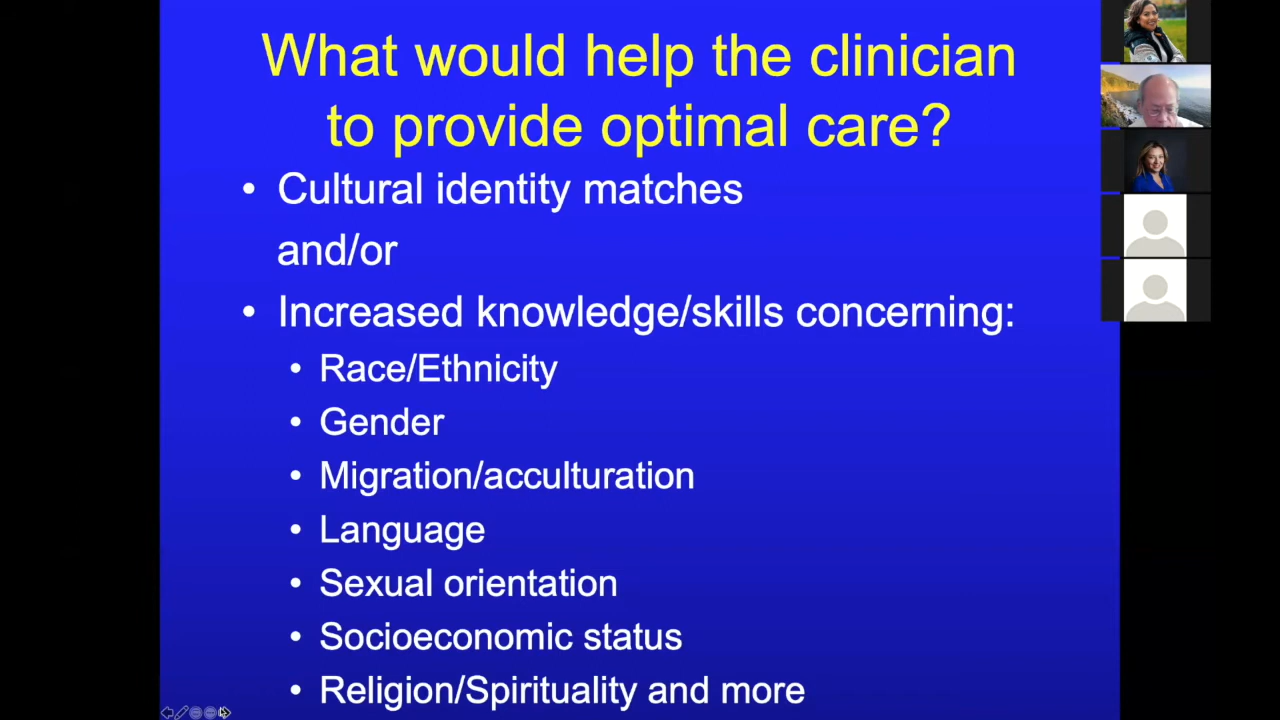 What would help the clinician
to provide optimal care?
• Cultural identity matches
and/or
• Increased knowledge/skills concerning:
• Race/Ethnicity
• Gender
• Migration/acculturation
• Language
• Sexual orientation
• Socioeconomic status
• Religion/Spirituality and more